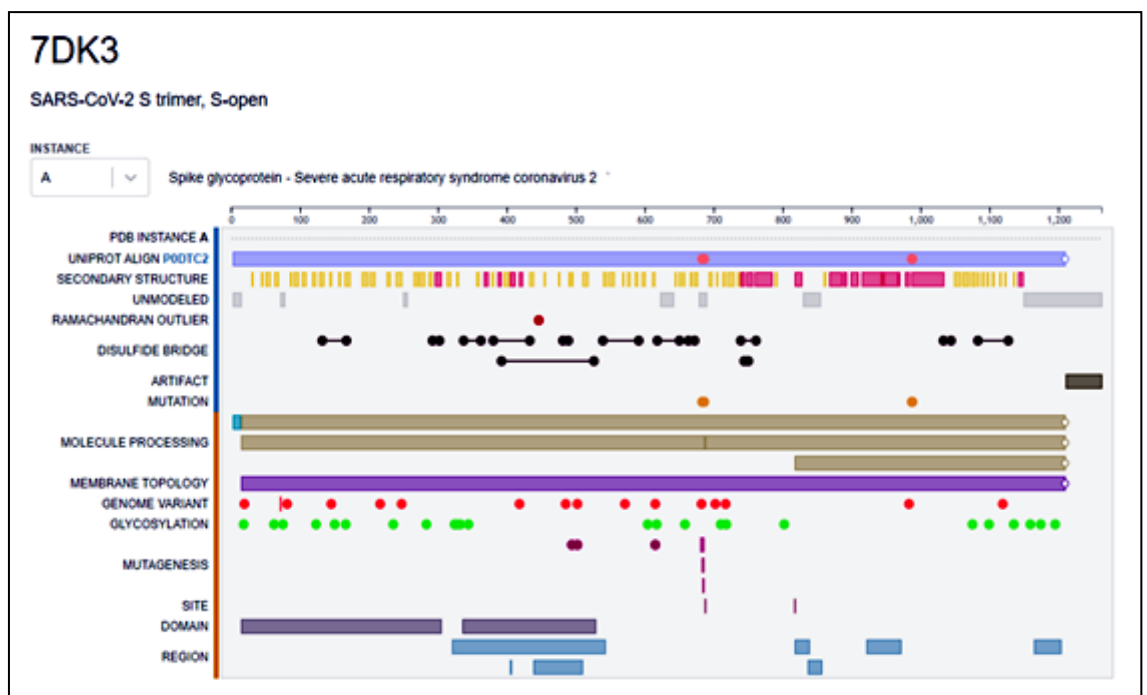 7DK3
SARS-CoV-2 S trimer, S-open
INSTANCE
A
Spike glycoprotein - Severe acute respiratory syndrome coronavirus 2
0 100 200 300 400 500 600 700 800 900 1,000 1,100 1,200
PDB INSTANCE A
UNIPROT ALIGN P0DTC2
SECONDARY STRUCTURE
UNMODELED
RAMACHANDRAN OUTLIER
DISULFIDE BRIDGE
ARTIFACT
MUTATION
MOLECULE PROCESSING
MEMBRANE TOPOLOGY
GENOME VARIANT
GLYCOSYLATION
MUTAGENESIS
SITE
DOMAIN
REGION